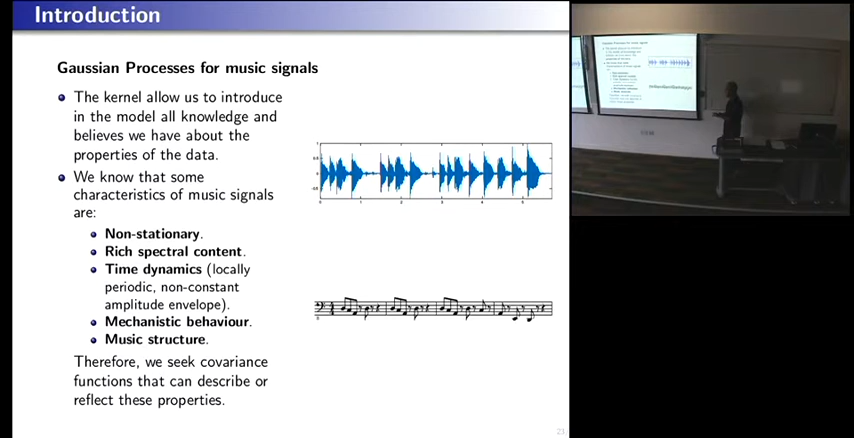 Introduction
Gaussian Processes for music signals
The kernel allow us to introduce
in the model all knowledge and
believes we have about the
properties of the data.
We know that some
characteristics of music signals
are:
Non-stationary.
Rich spectral content.
Time dynamics (locally
periodic, non-constant
amplitude envelope).
Mechanistic behaviour.
Music structure.
Therefore, we seek covariance
functions that can describe or
reflect these properties.
23